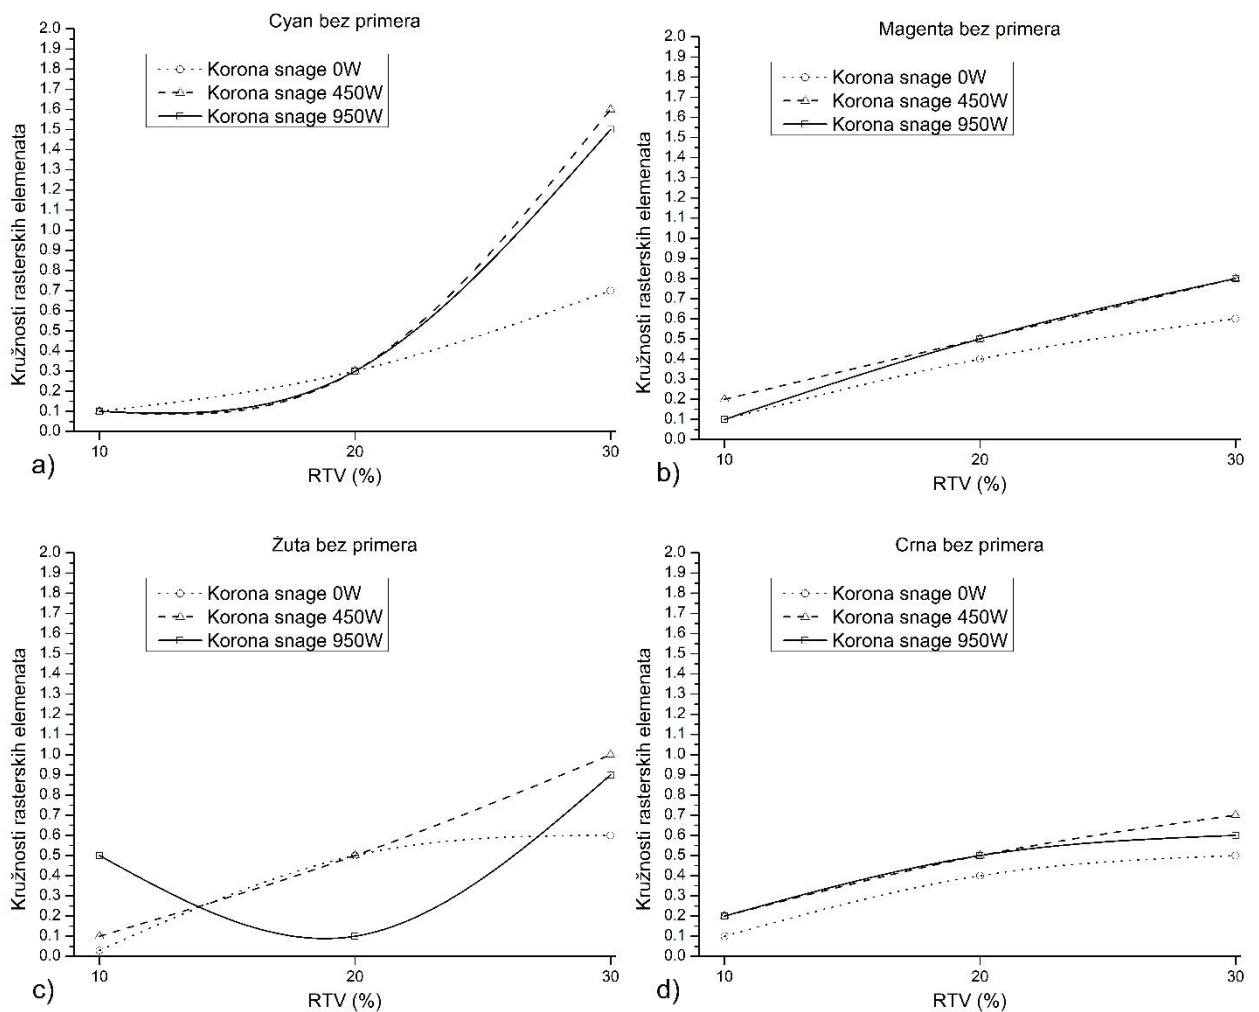 Cyan bez primera
Kružnosti rasterskih elemenata
2.0
1.9
1.8
1.7
1.6
1.5
1.4
1.3
1.2
1.1
1.0
0.9
0.8
0.7
0.6
0.5
0.4
0.3
0.2
0.1
0.0
Korona snage 0W
Korona snage 450W
Korona snage 950W
10 20 30
RTV (%)
a)
Magenta bez primera
Kružnosti rasterskih elemenata
2.0
1.9
1.8
1.7
1.6
1.5
1.4
1.3
1.2
1.1
1.0
0.9
0.8
0.7
0.6
0.5
0.4
0.3
0.2
0.1
0.0
Korona snage 0W
Korona snage 450W
Korona snage 950W
10 20 30
RTV (%)
b)
Žuta bez primera
Kružnosti rasterskih elemenata
2.0
1.9
1.8
1.7
1.6
1.5
1.4
1.3
1.2
1.1
1.0
0.9
0.8
0.7
0.6
0.5
0.4
0.3
0.2
0.1
0.0
Korona snage 0W
Korona snage 450W
Korona snage 950W
10 20 30
RTV (%)
c)
Crna bez primera
Kružnosti rasterskih elemenata
2.0
1.9
1.8
1.7
1.6
1.5
1.4
1.3
1.2
1.1
1.0
0.9
0.8
0.7
0.6
0.5
0.4
0.3
0.2
0.1
0.0
Korona snage 0W
Korona snage 450W
Korona snage 950W
10 20 30
RTV (%)
d)